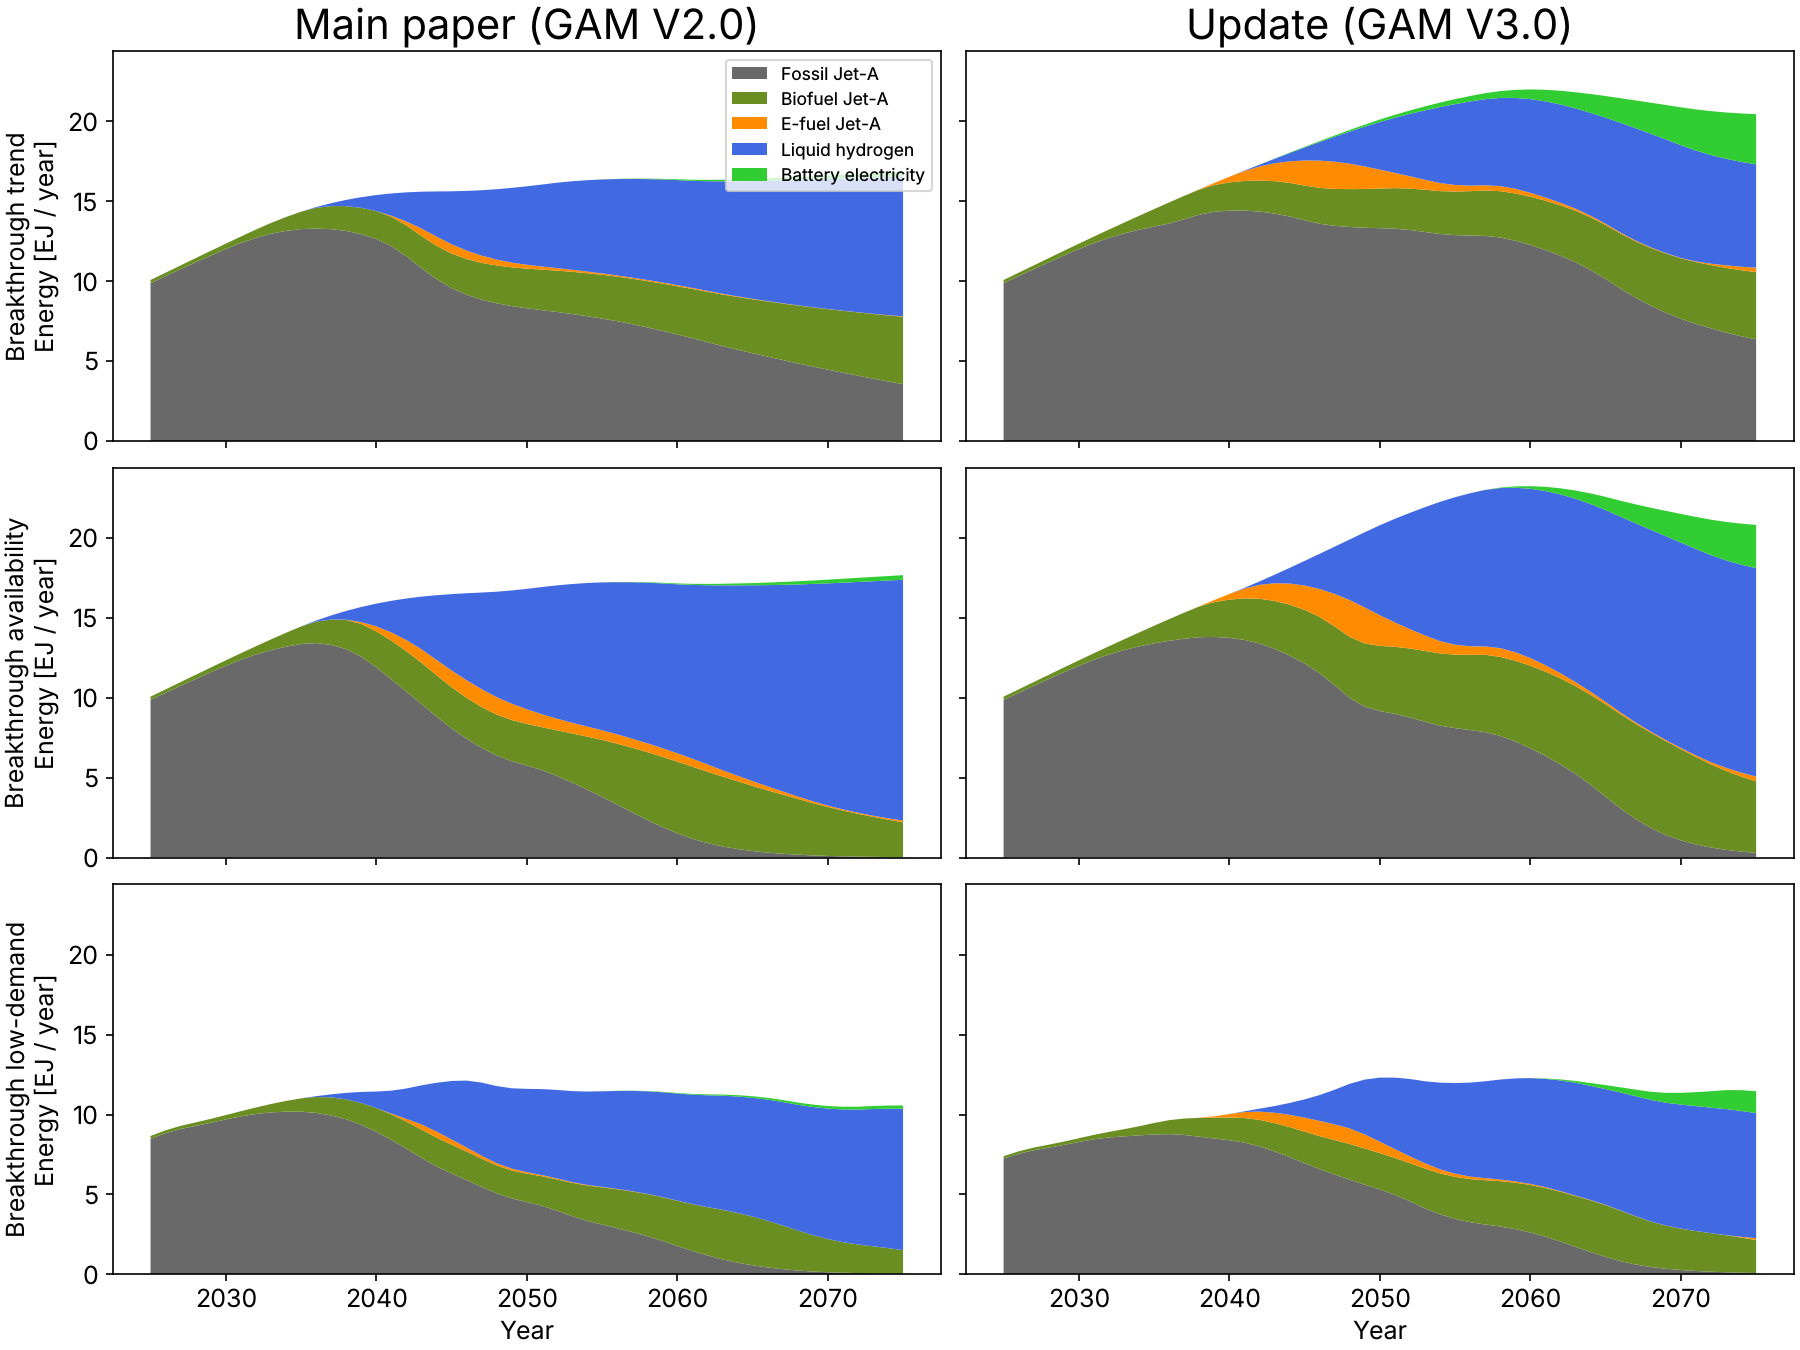 Main paper (GAM V2.0)
Update (GAM V3.0)
Breakthrough trend
Energy [EJ / year]
20
15
10
5
0
Fossil Jet-A
Biofuel Jet-A
E-fuel Jet-A
Liquid hydrogen
Battery electricity
Breakthrough availability
Energy [EJ / year]
20
15
10
5
0
Breakthrough low-demand
Energy [EJ / year]
20
15
10
5
0
2030 2040 2050 2060 2070
Year
2030 2040 2050 2060 2070
Year